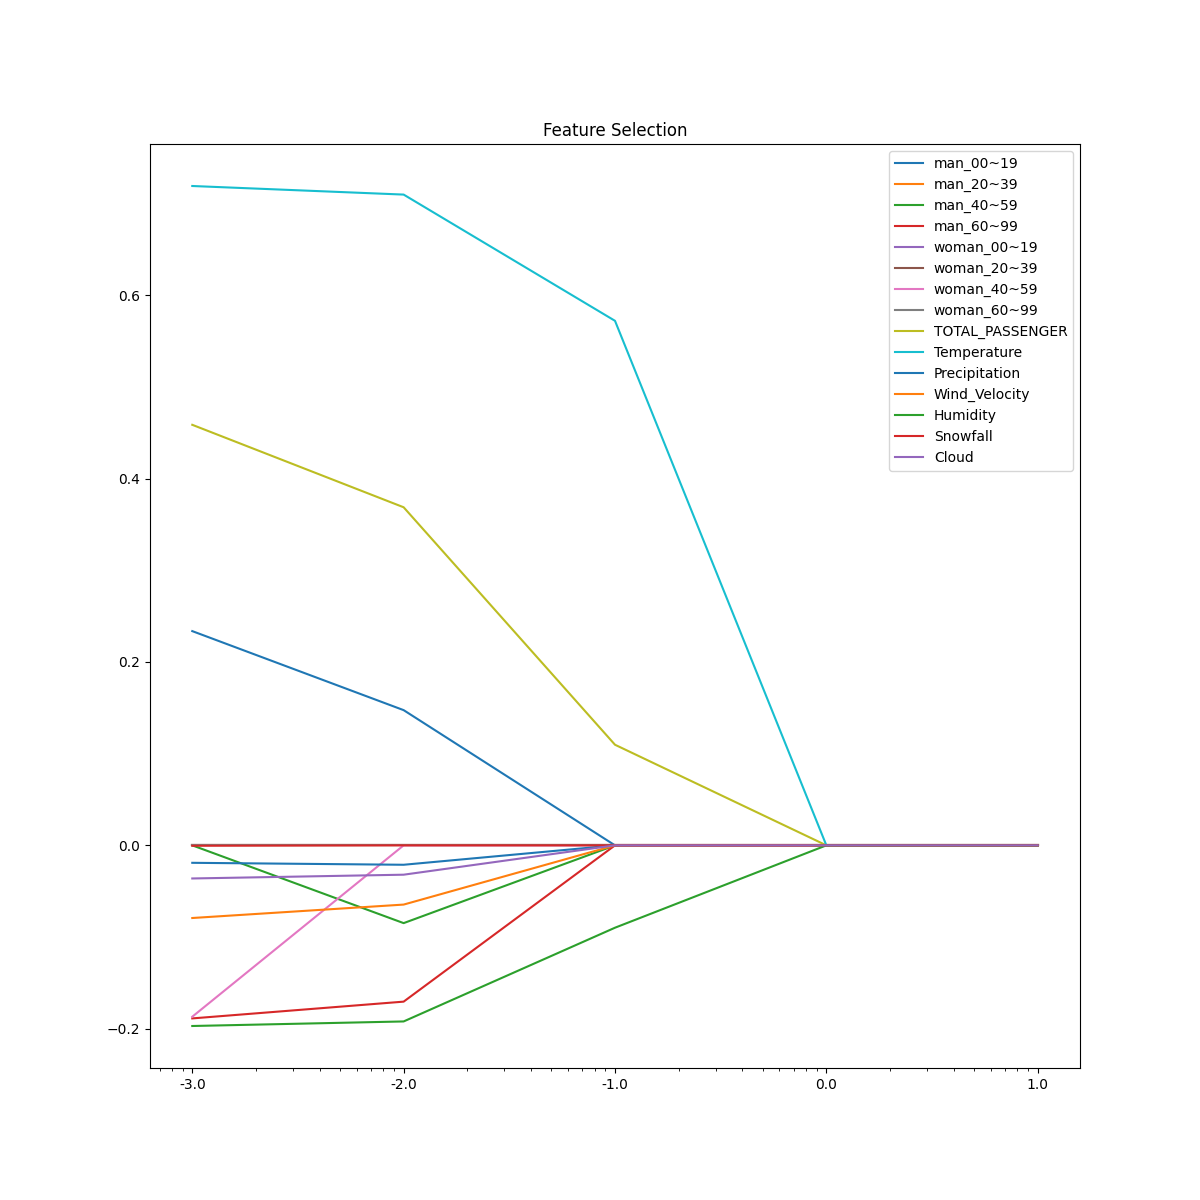 Feature Selection
man_00~19
man_20~39
man_40~59
man_60~99
woman_00~19
woman_20~39
woman_40~59
woman_60~99
TOTAL_PASSENGER
Temperature
Precipitation
Wind_Velocity
Humidity
Snowfall
Cloud
0.6
0.4
0.2
0.0
−0.2
-3.0
-2.0
-1.0
0.0
1.0